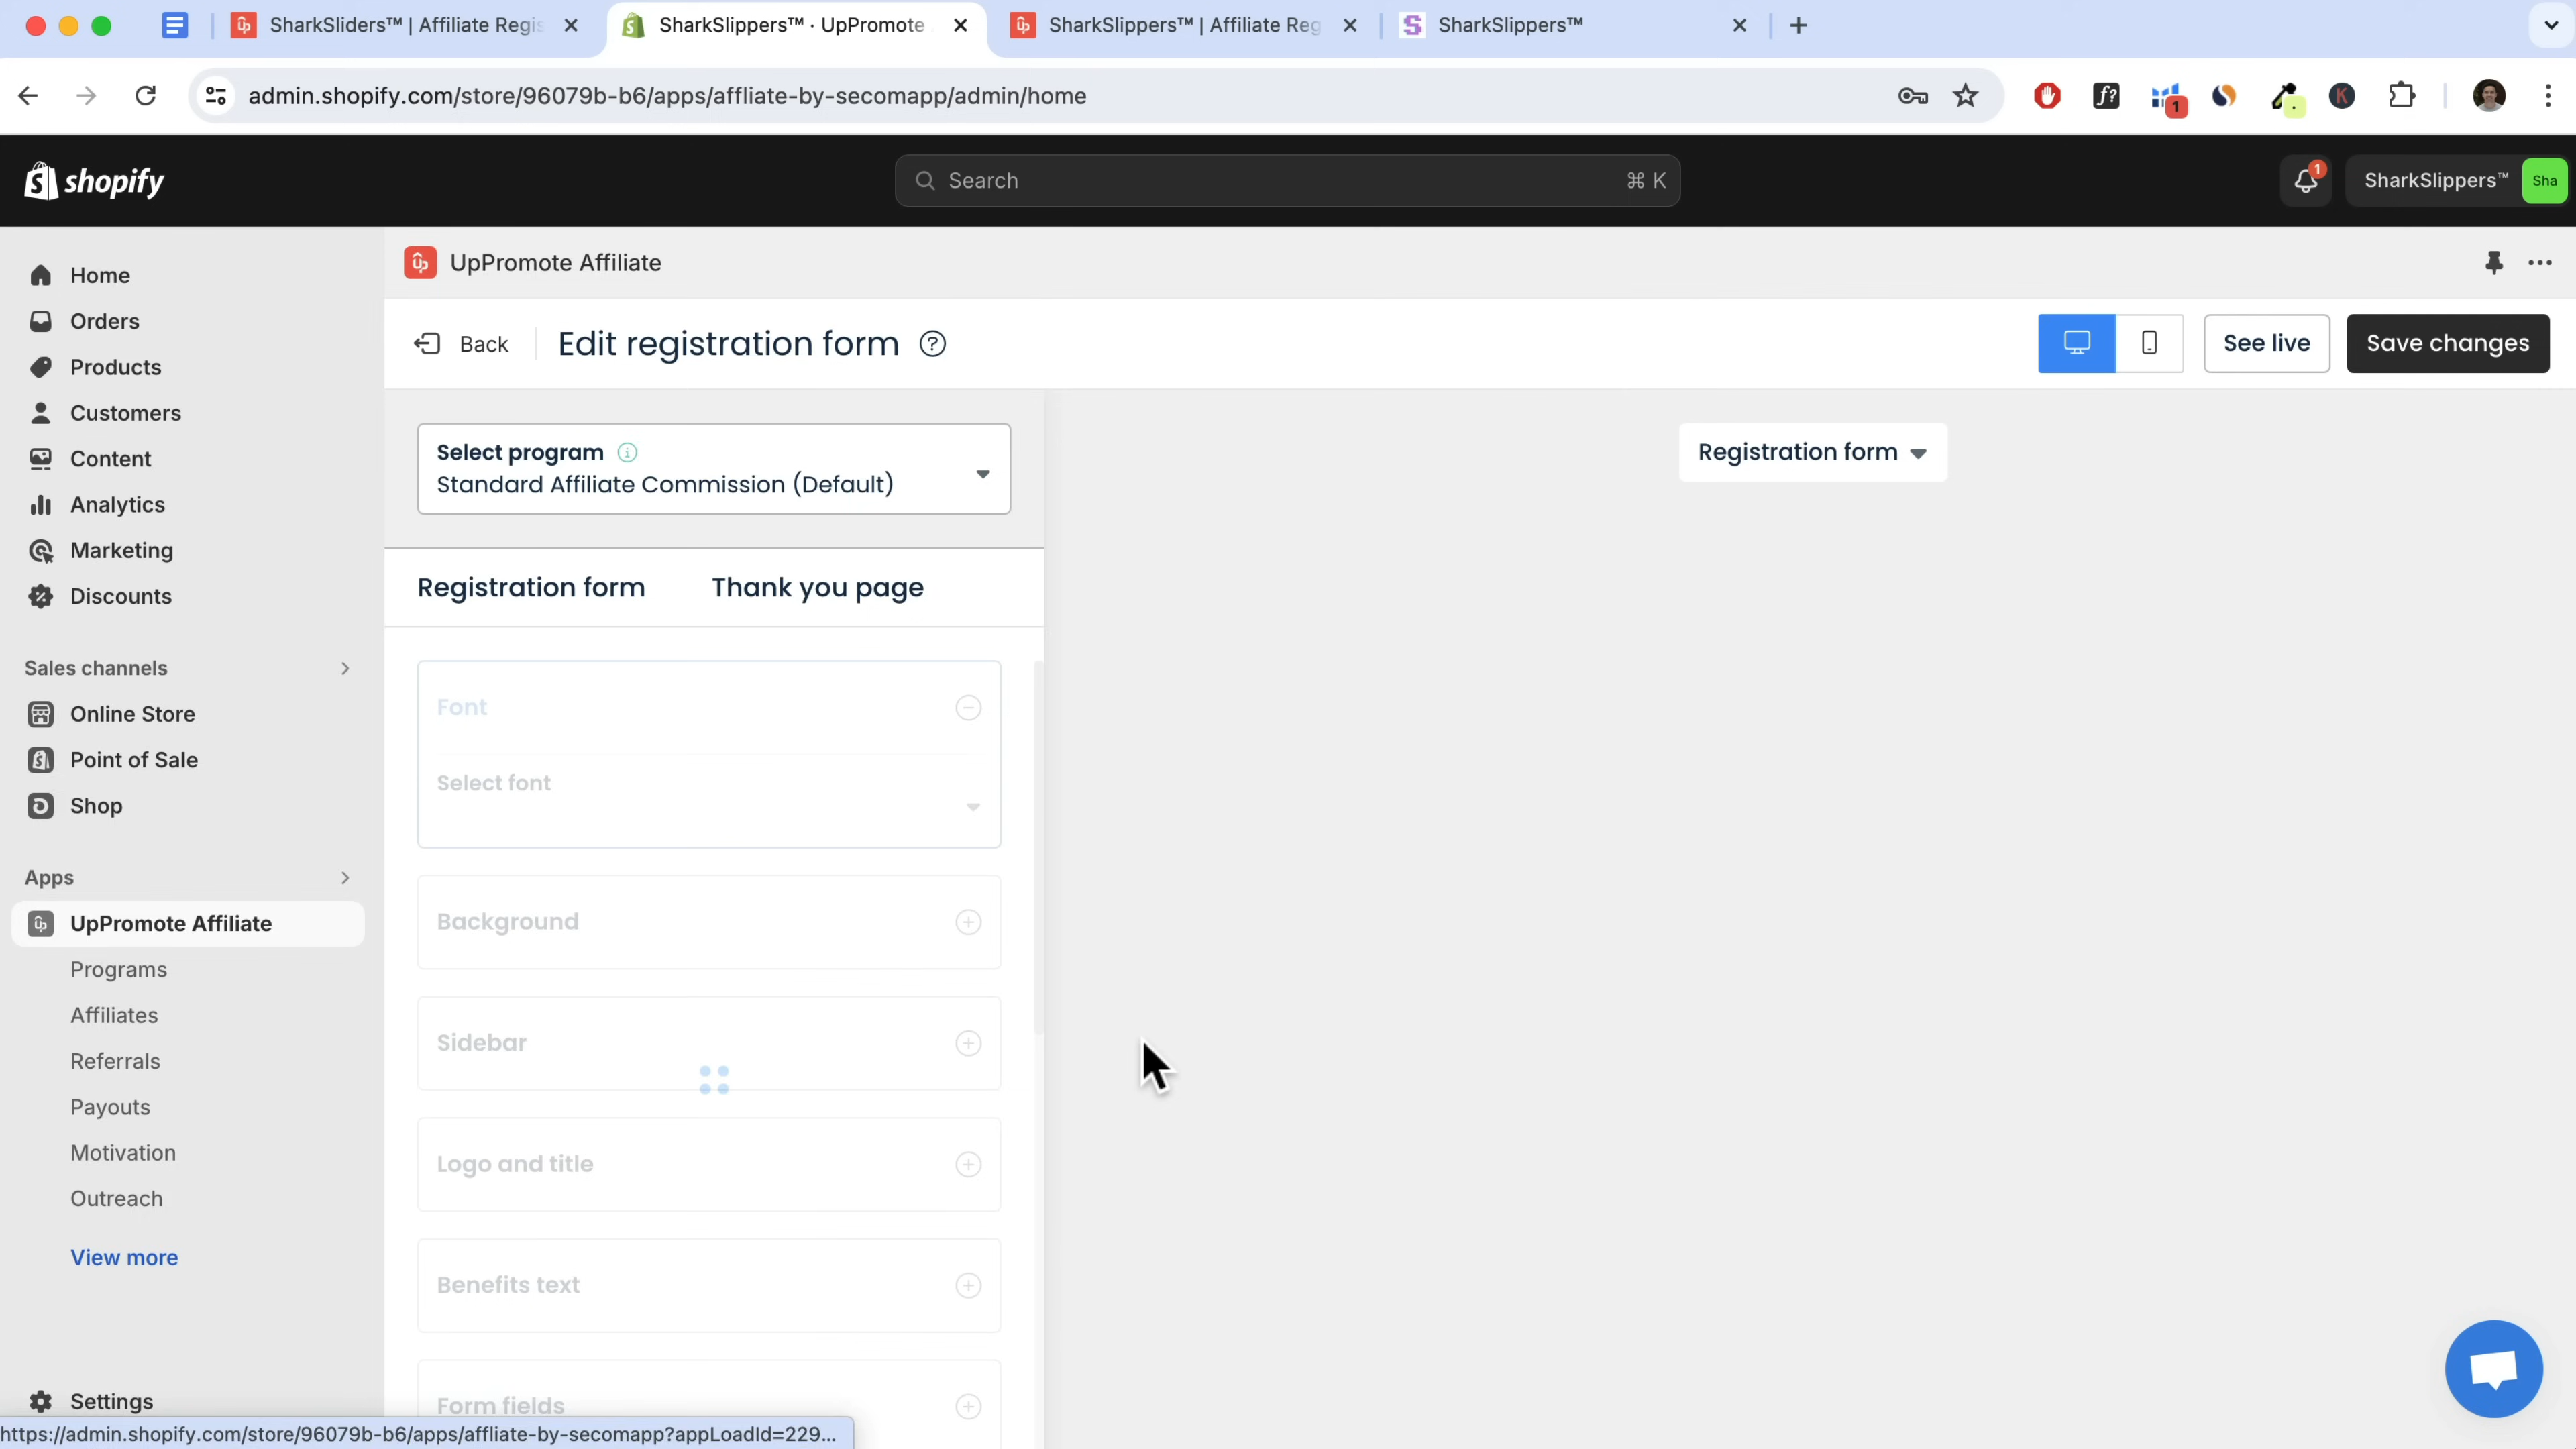 SharkSliders™ | Affiliate Regis
SharkSlippers™ · UpPromote
SharkSlippers™ | Affiliate Reg
SharkSlippers™
admin.shopify.com/store/96079b-b6/apps/affliate-by-secomapp/admin/home
f?
1
K
shopify
Search
⌘ K
1
SharkSlippers™
Sha
Home
Orders
Products
Customers
Content
Analytics
Marketing
Discounts
Sales channels
Online Store
Point of Sale
Shop
Apps
UpPromote Affiliate
Programs
Affiliates
Referrals
Payouts
Motivation
Outreach
View more
Settings
UpPromote Affiliate
Back
Edit registration form
See live
Save changes
Select program
Standard Affiliate Commission (Default)
Registration form
Thank you page
Font
Select font
Background
Sidebar
Logo and title
Benefits text
Form fields
Registration form
https://admin.shopify.com/store/96079b-b6/apps/affliate-by-secomapp?appLoadId=229...